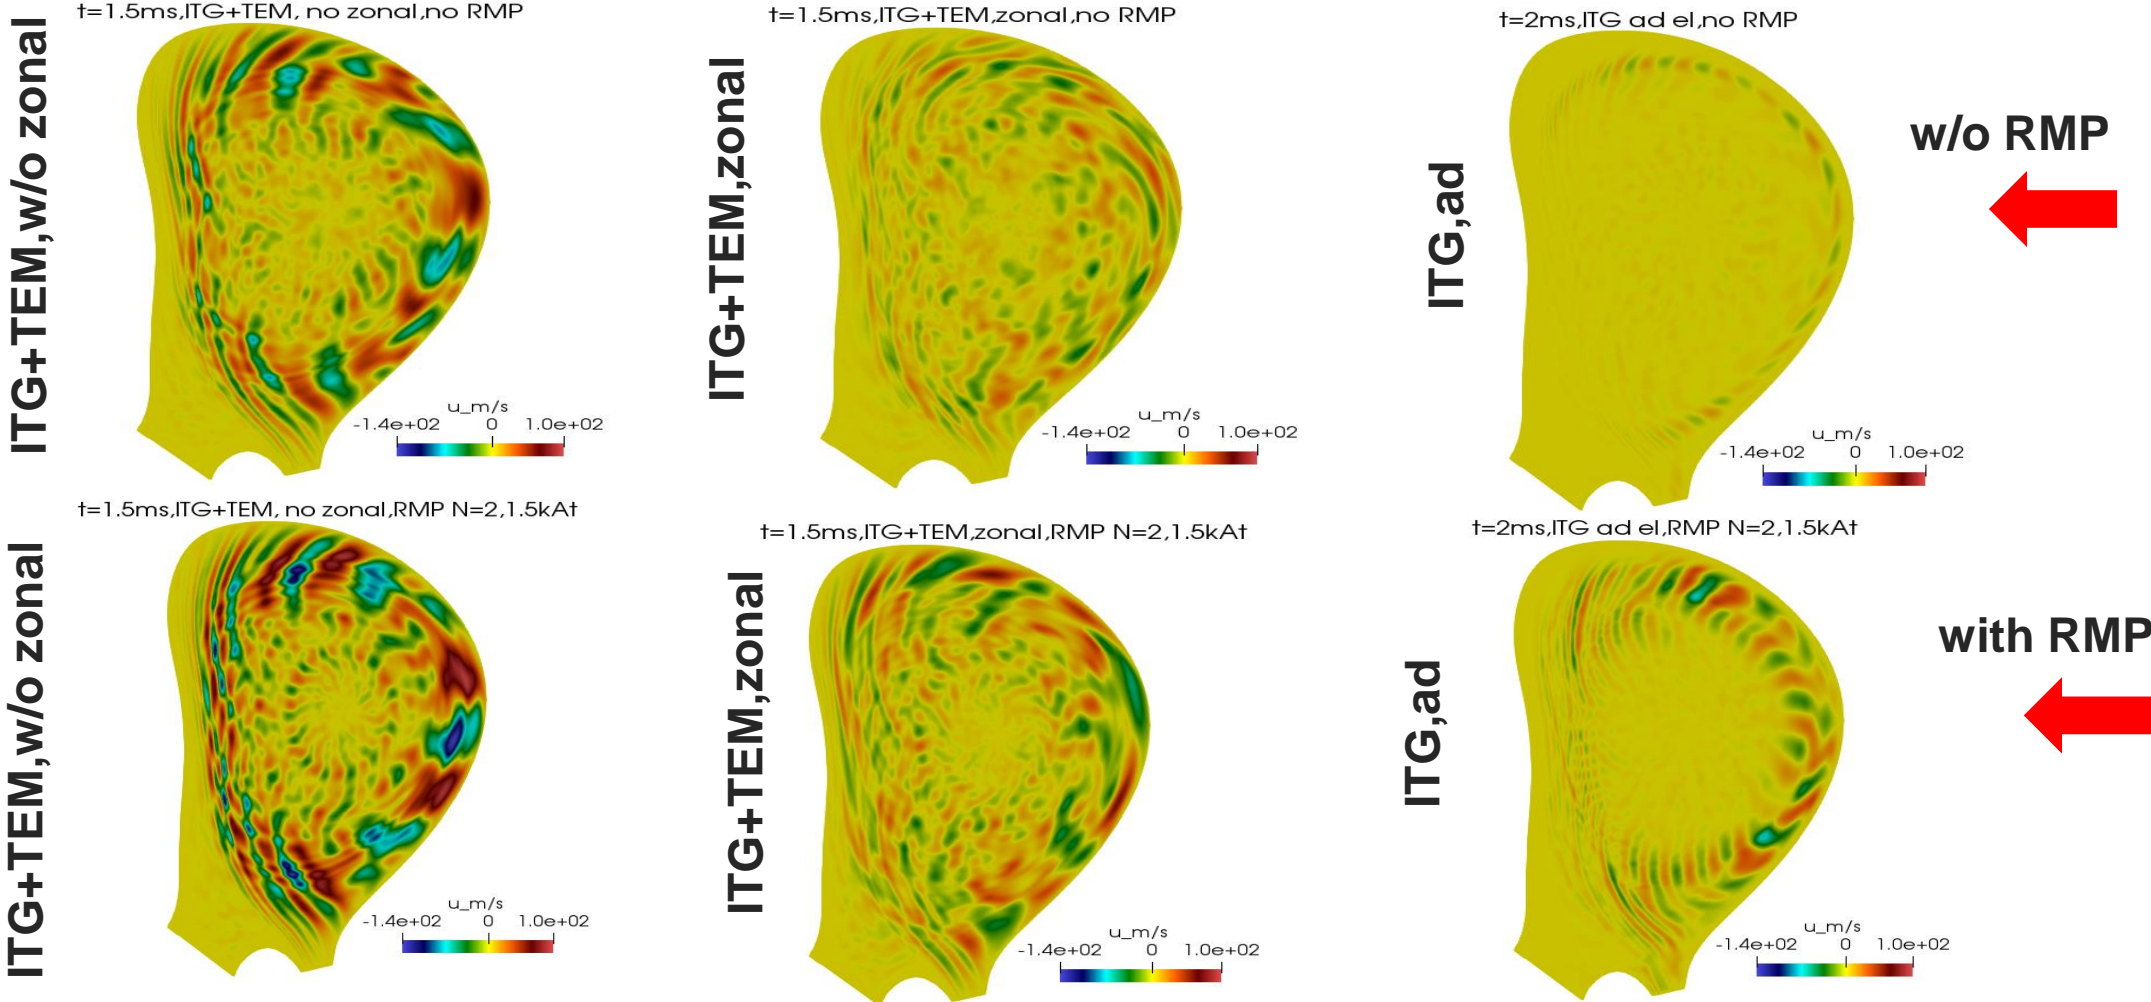 t=1.5ms,ITG+TEM, no zonal,no RMP
ITG+TEM,w/o zonal
u_m/s
-1.4e+02 0 1.0e+02
t=1.5ms,ITG+TEM,zonal,no RMP
ITG+TEM,zonal
u_m/s
-1.4e+02 0 1.0e+02
t=2ms,ITG ad el,no RMP
ITG,ad
u_m/s
-1.4e+02 0 1.0e+02
w/o RMP
t=1.5ms,ITG+TEM, no zonal,RMP N=2,1.5kAt
ITG+TEM,w/o zonal
u_m/s
-1.4e+02 0 1.0e+02
t=1.5ms,ITG+TEM,zonal,RMP N=2,1.5kAt
ITG+TEM,zonal
u_m/s
-1.4e+02 0 1.0e+02
t=2ms,ITG ad el,RMP N=2,1.5kAt
ITG,ad
u_m/s
-1.4e+02 0 1.0e+02
with RMP